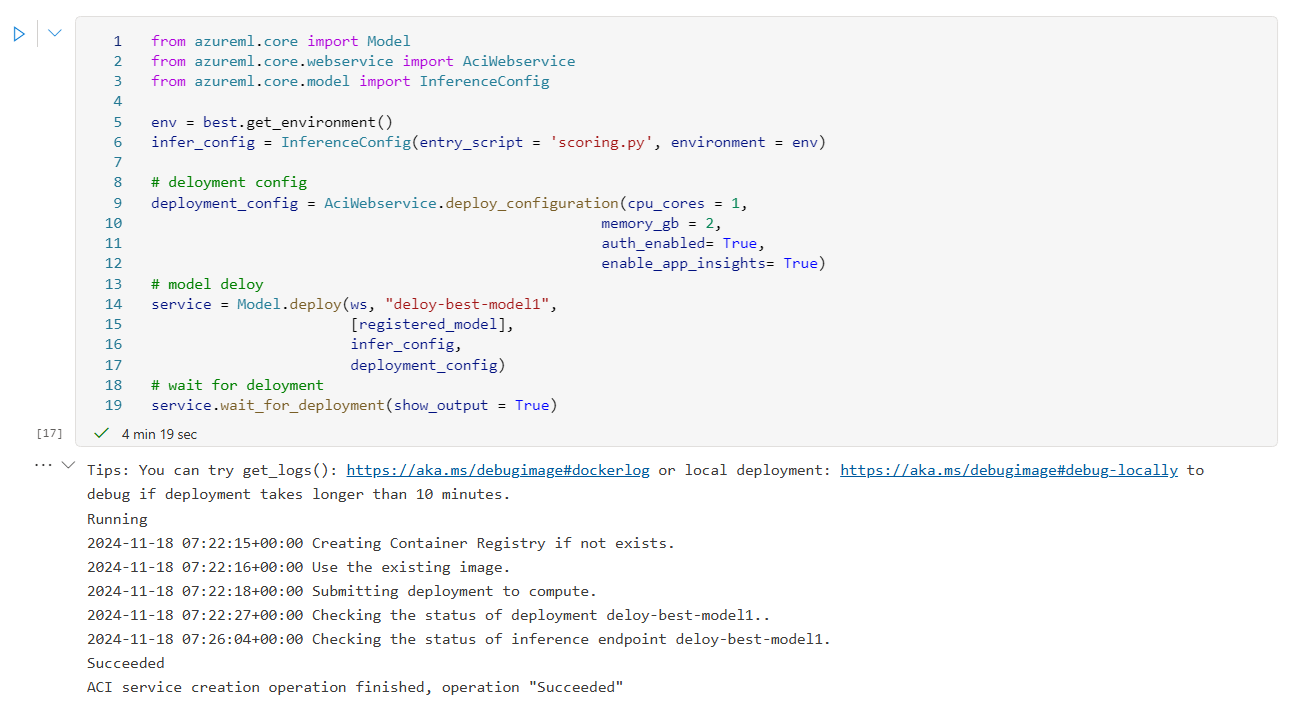 1 from azureml.core import Model
2 from azureml.core.webservice import AciWebservice
3 from azureml.core.model import InferenceConfig
4
5 env = best.get_environment()
6 infer_config = InferenceConfig(entry_script = 'scoring.py', environment = env)
7
8 # deloyment config
9 deployment_config = AciWebservice.deploy_configuration(cpu_cores = 1,
10 memory_gb = 2,
11 auth_enabled= True,
12 enable_app_insights= True)
13 # model deloy
14 service = Model.deploy(ws, "deloy-best-model1",
15 [registered_model],
16 infer_config,
17 deployment_config)
18 # wait for deloyment
19 service.wait_for_deployment(show_output = True)
[17] 4 min 19 sec
Tips: You can try get_logs(): https://aka.ms/debugimage#dockerlog or local deployment: https://aka.ms/debugimage#debug-locally to
debug if deployment takes longer than 10 minutes.
Running
2024-11-18 07:22:15+00:00 Creating Container Registry if not exists.
2024-11-18 07:22:16+00:00 Use the existing image.
2024-11-18 07:22:18+00:00 Submitting deployment to compute.
2024-11-18 07:22:27+00:00 Checking the status of deployment deloy-best-model1..
2024-11-18 07:26:04+00:00 Checking the status of inference endpoint deloy-best-model1.
Succeeded
ACI service creation operation finished, operation "Succeeded"